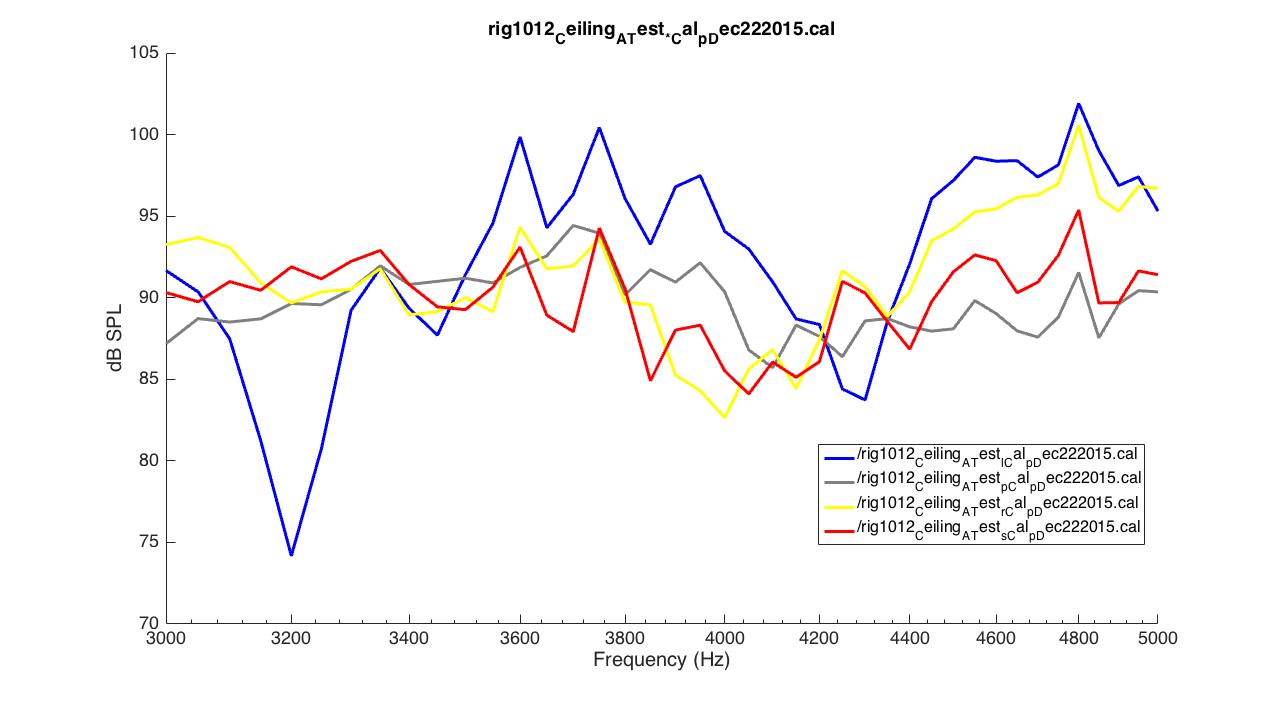 rig1012CeilingATest*CalpDec222015.cal
105
100
95
90
85
80
75
70
dB SPL
/rig1012CeilingATestlCalpDec222015.cal
/rig1012CeilingATestpCalpDec222015.cal
/rig1012CeilingATestrCalpDec222015.cal
/rig1012CeilingATestsCalpDec222015.cal
3000 3200 3400 3600 3800 4000 4200 4400 4600 4800 5000
Frequency (Hz)